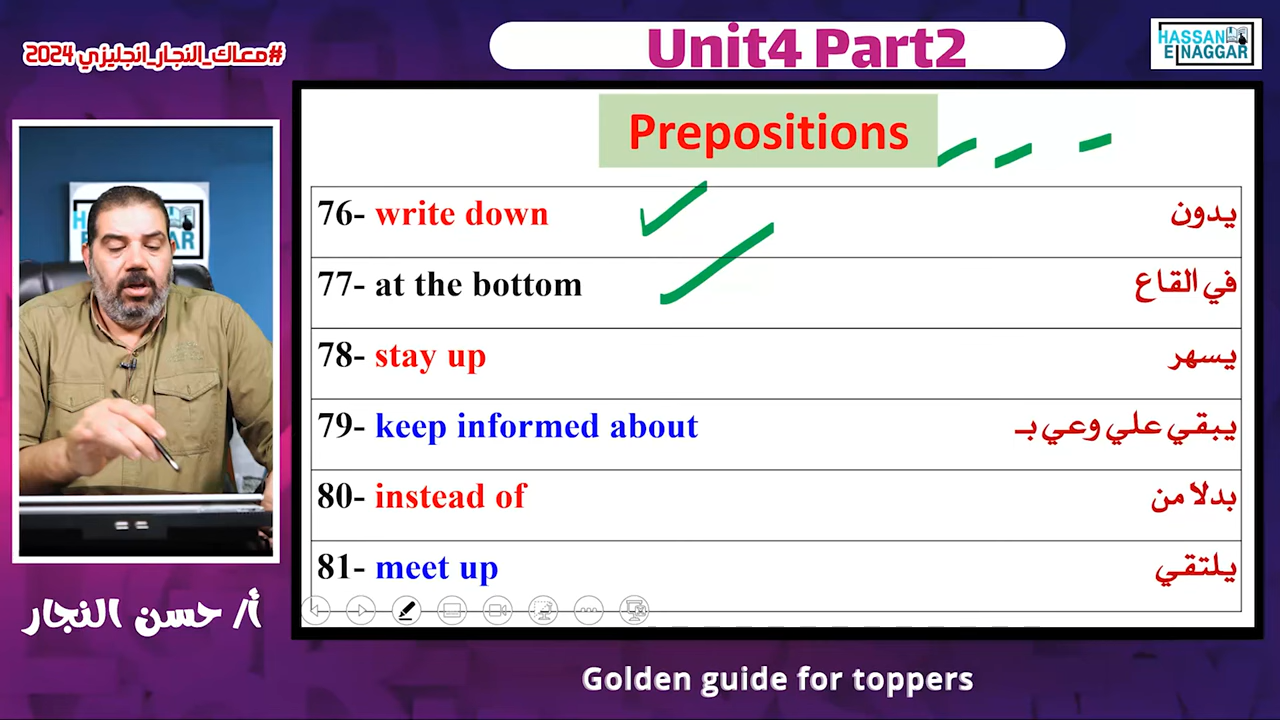 #معاك_النجار_انجليزي 2024
Unit4 Part2
HASSAN
ElNAGGAR
Prepositions
76- write down يدون
77- at the bottom في القاع
78- stay up يسهر
79- keep informed about يبقي علي وعي بـ
80- instead of بدلا من
81- meet up يلتقي
أ/ حسن النجار
Golden guide for toppers